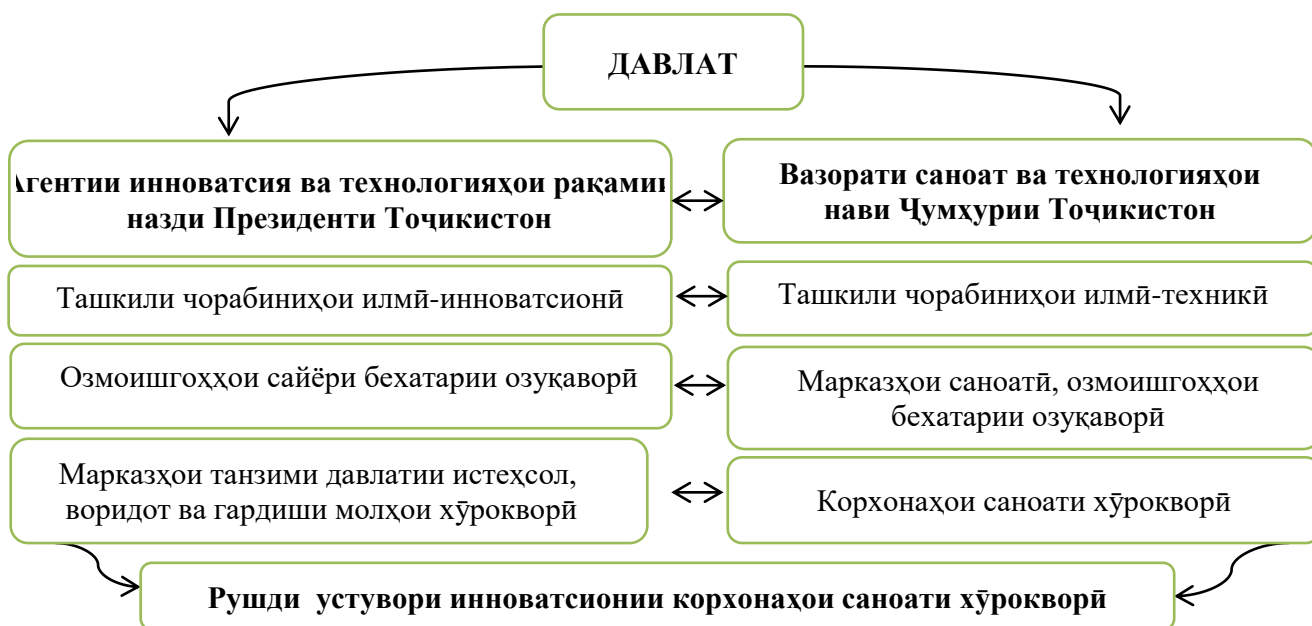 ДАВЛАТ
Агентии инноватсия ва технологияҳои рақамии
назди Президенти Тоҷикистон
Вазорати саноат ва технологияҳои
нави Ҷумҳурии Тоҷикистон
Ташкили чорабиниҳои илмӣ-инноватсионӣ
Ташкили чорабиниҳои илмӣ-техникӣ
Озмоишгоҳҳои сайёри бехатарии озуқаворӣ
Марказҳои саноатӣ, озмоишгоҳҳои
бехатарии озуқаворӣ
Марказҳои танзими давлатии истеҳсол,
воридот ва гардиши молҳои хӯрокворӣ
Корхонаҳои саноати хӯрокворӣ
Рушди устувори инноватсионии корхонаҳои саноати хӯрокворӣ